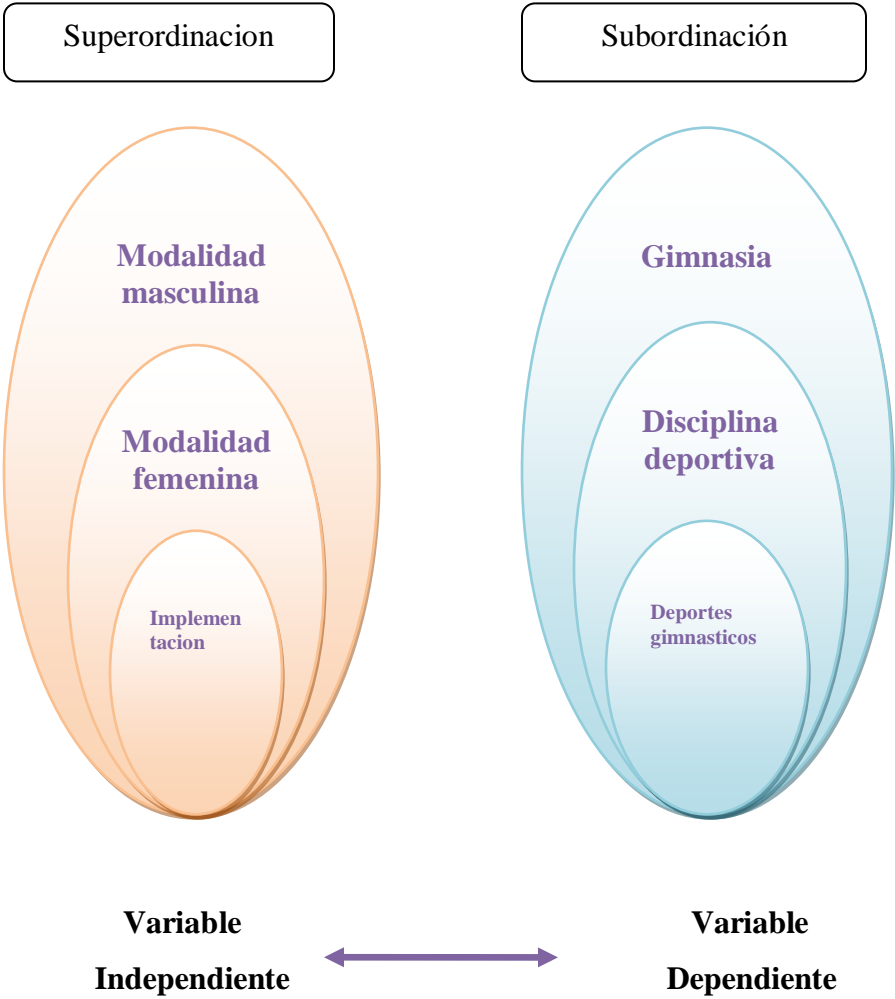 Superordinacion
Subordinación
Modalidad
masculina
Modalidad
femenina
Implemen
tacion
Gimnasia
Disciplina
deportiva
Deportes
gimnasticos
Variable
Independiente
Variable
Dependiente